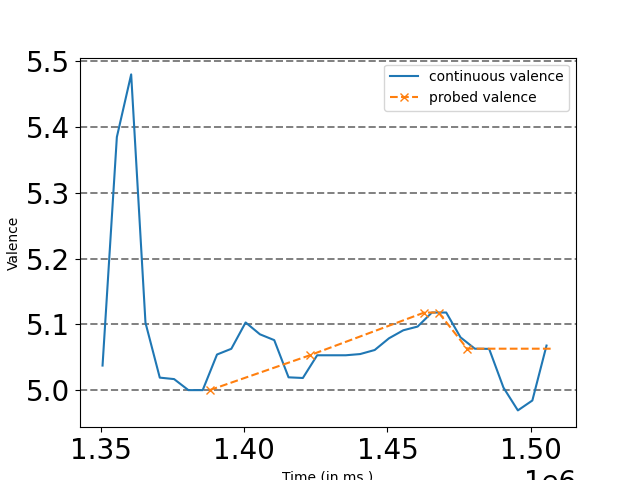 continuous valence
probed valence
5.5
5.4
5.3
5.2
5.1
5.0
Valence
1.35 1.40 1.45 1.50
Time (in ms.)
1e6